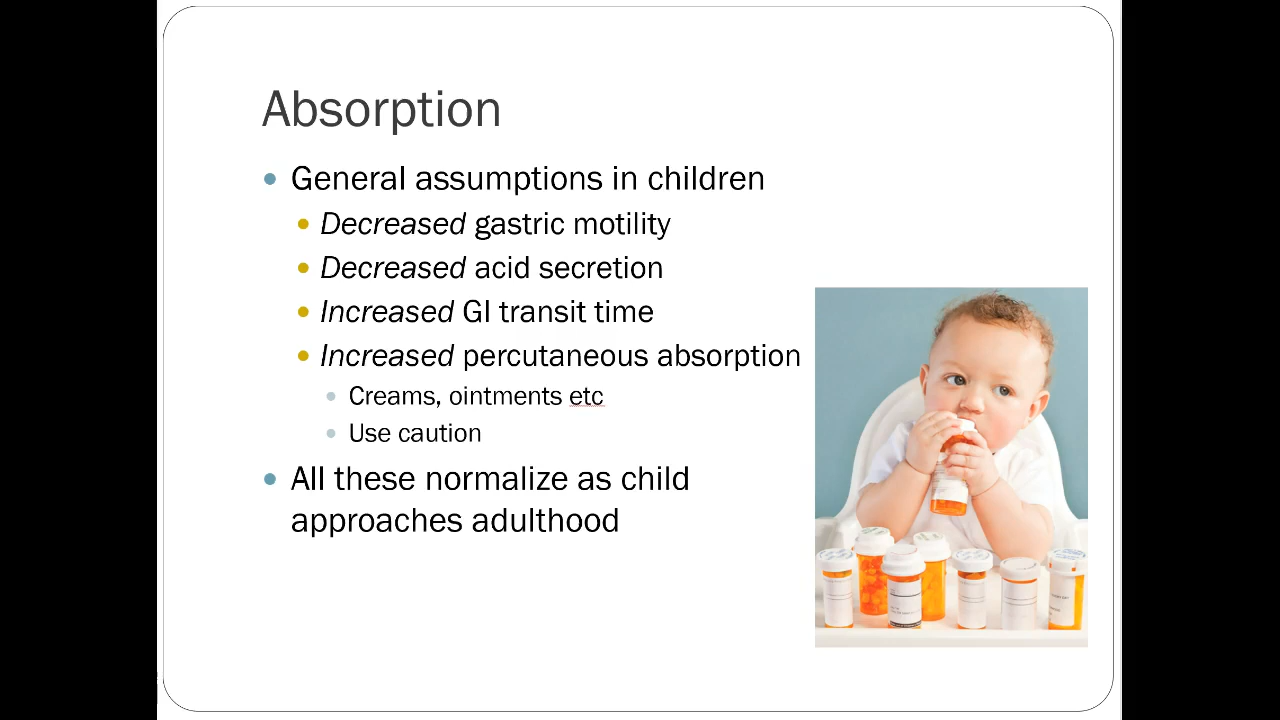 Absorption
General assumptions in children
Decreased gastric motility
Decreased acid secretion
Increased GI transit time
Increased percutaneous absorption
Creams, ointments etc
Use caution
All these normalize as child
approaches adulthood